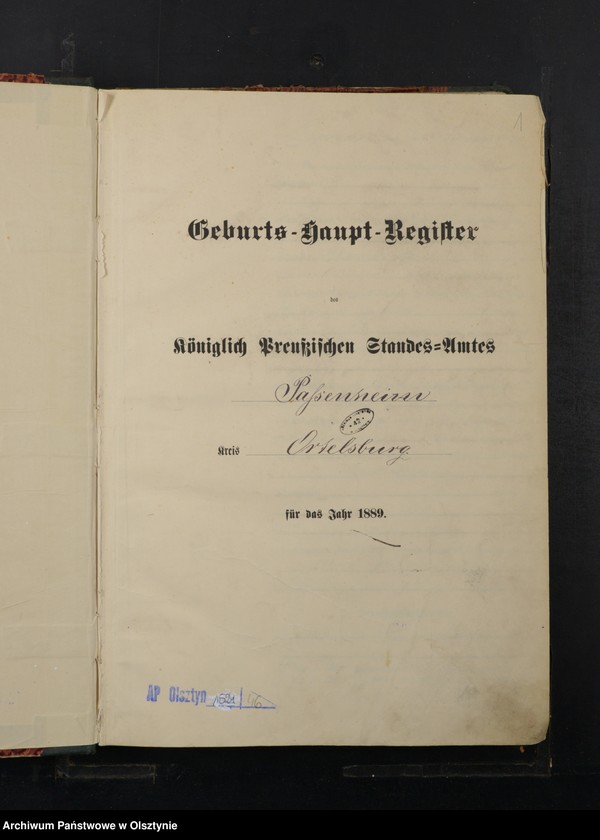 1
Geburts-Haupt-Register
des
Königlich Preußischen Standes-Amtes
Paßenheim
Kreis Ortelsburg
für das Jahr 1889.
AP Olsztyn
Archiwum Państwowe w Olsztynie